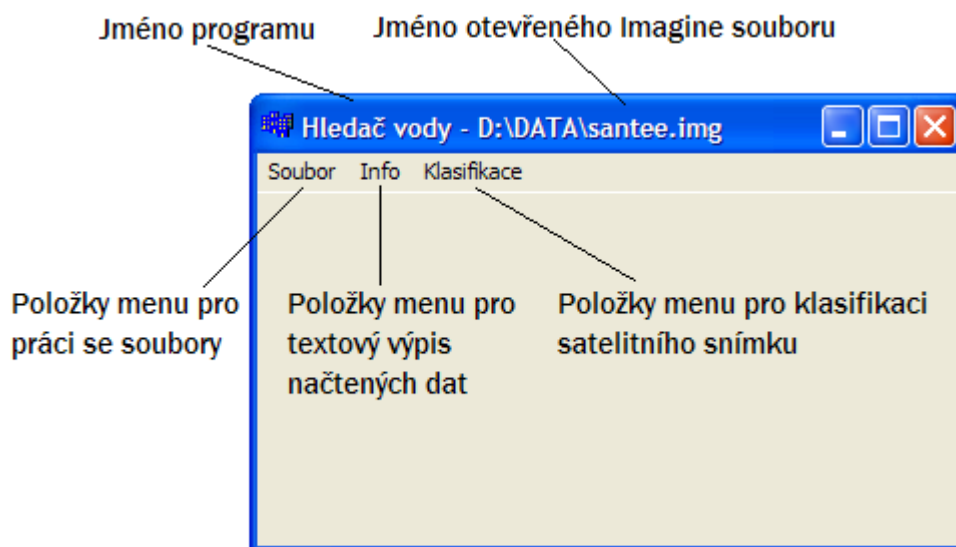 Jméno programu
Jméno otevřeného Imagine souboru
Hledač vody - D:\DATA\santee.img
Soubor Info Klasifikace
Položky menu pro
práci se soubory
Položky menu pro
textový výpis
načtených dat
Položky menu pro klasifikaci
satelitního snímku